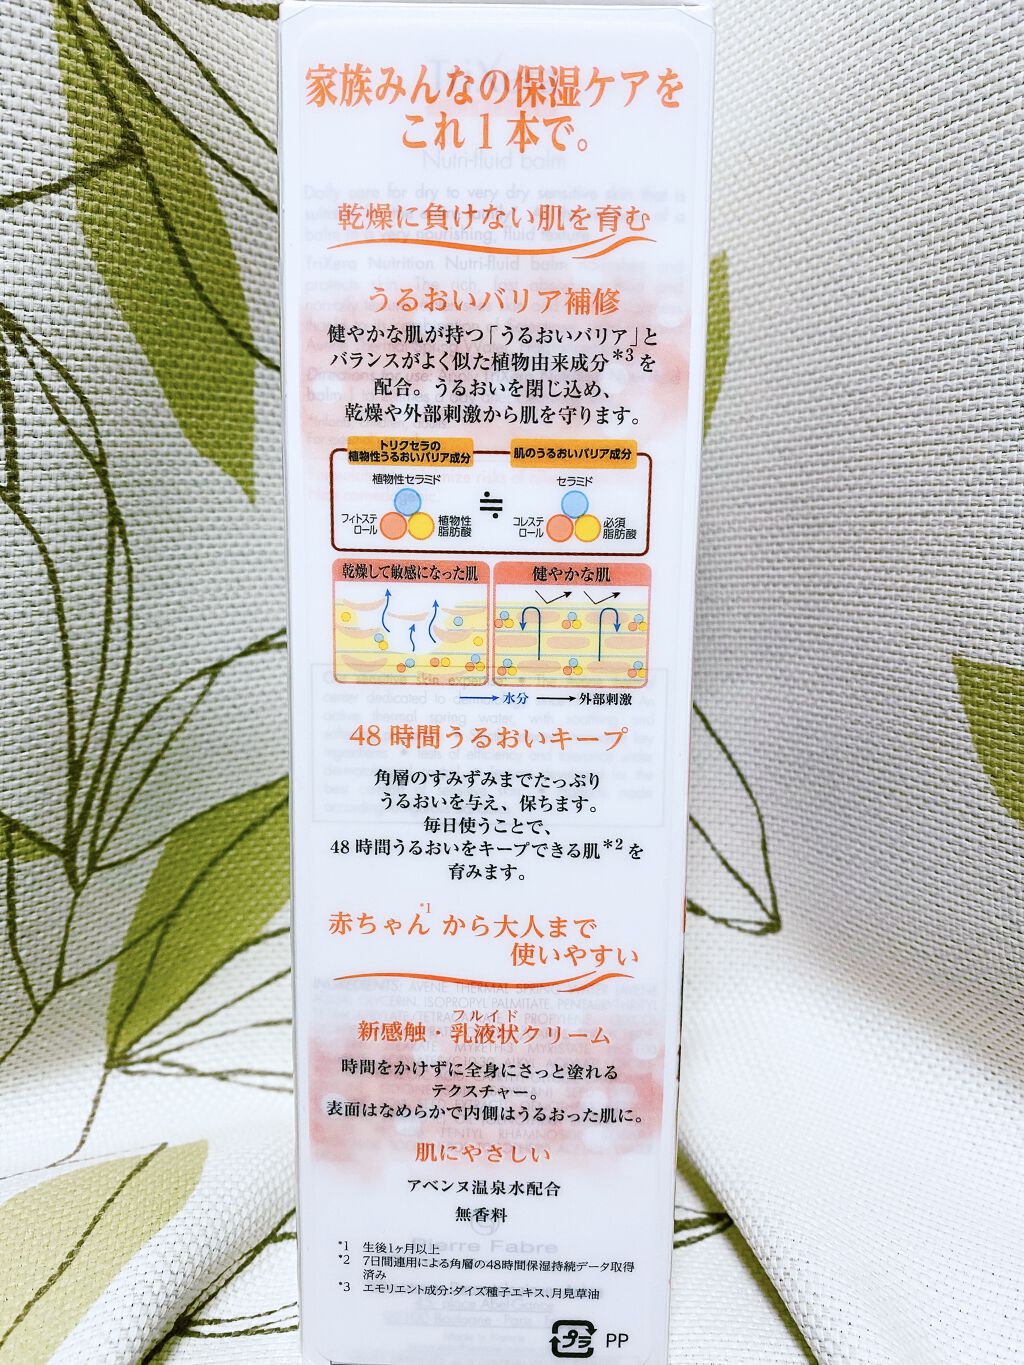 家族みんなの保湿ケアを
これ1本で。
Nutri-fluid balm
乾燥に負けない肌を育む
うるおいバリア補修
健やかな肌が持つ「うるおいバリア」と
バランスがよく似た植物由来成分*3を
配合。うるおいを閉じ込め、
乾燥や外部刺激から肌を守ります。
トリクセラの
植物性うるおいバリア成分
肌のうるおいバリア成分
植物性セラミド
フィトステ
ロール
植物性
脂肪酸
≒
セラミド
コレステ
ロール
必須
脂肪酸
乾燥して敏感になった肌
健やかな肌
→水分 →外部刺激
48時間うるおいキープ
角層のすみずみまでたっぷり
うるおいを与え、保ちます。
毎日使うことで、
48時間うるおいをキープできる肌*2を
育みます。
赤ちゃん*1から大人まで
使いやすい
フルイド
新感触・乳液状クリーム
時間をかけずに全身にさっと塗れる
テクスチャー。
表面はなめらかで内側はうるおった肌に。
肌にやさしい
アベンヌ温泉水配合
無香料
Pierre Fabre
*1 生後1ヶ月以上
*2 7日間連用による角層の48時間保湿持続データ取得
済み
*3 エモリエント成分:ダイズ種子エキス、月見草油
プラ PP